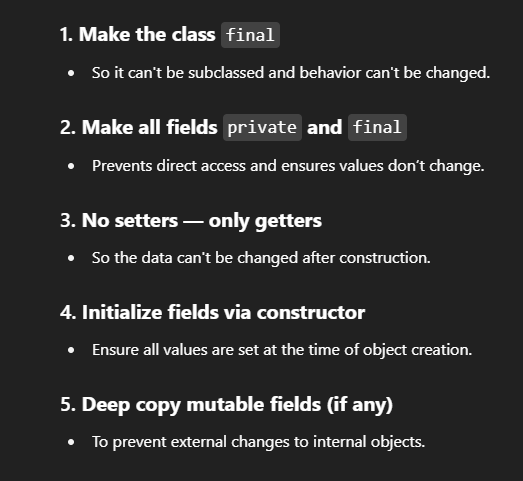 1. Make the class final
• So it can't be subclassed and behavior can't be changed.
2. Make all fields private and final
• Prevents direct access and ensures values don’t change.
3. No setters — only getters
• So the data can't be changed after construction.
4. Initialize fields via constructor
• Ensure all values are set at the time of object creation.
5. Deep copy mutable fields (if any)
• To prevent external changes to internal objects.